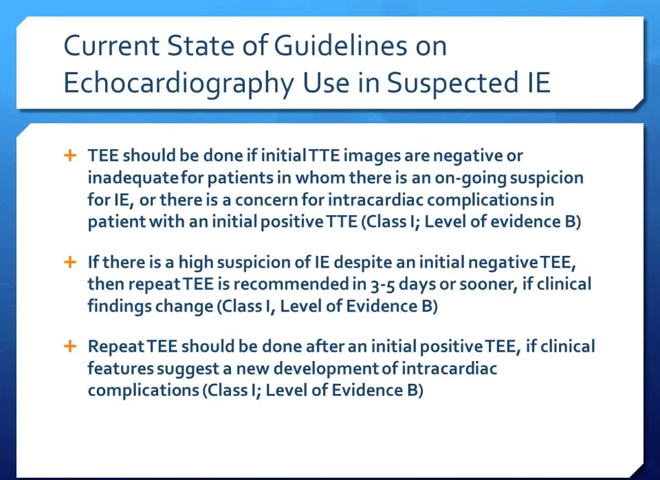 Current State of Guidelines on
Echocardiography Use in Suspected IE
+ TEE should be done if initial TTE images are negative or
inadequate for patients in whom there is an on-going suspicion
for IE, or there is a concern for intracardiac complications in
patient with an initial positive TTE (Class I; Level of evidence B)
+ If there is a high suspicion of IE despite an initial negative TEE,
then repeat TEE is recommended in 3-5 days or sooner, if clinical
findings change (Class I, Level of Evidence B)
+ Repeat TEE should be done after an initial positive TEE, if clinical
features suggest a new development of intracardiac
complications (Class I; Level of Evidence B)